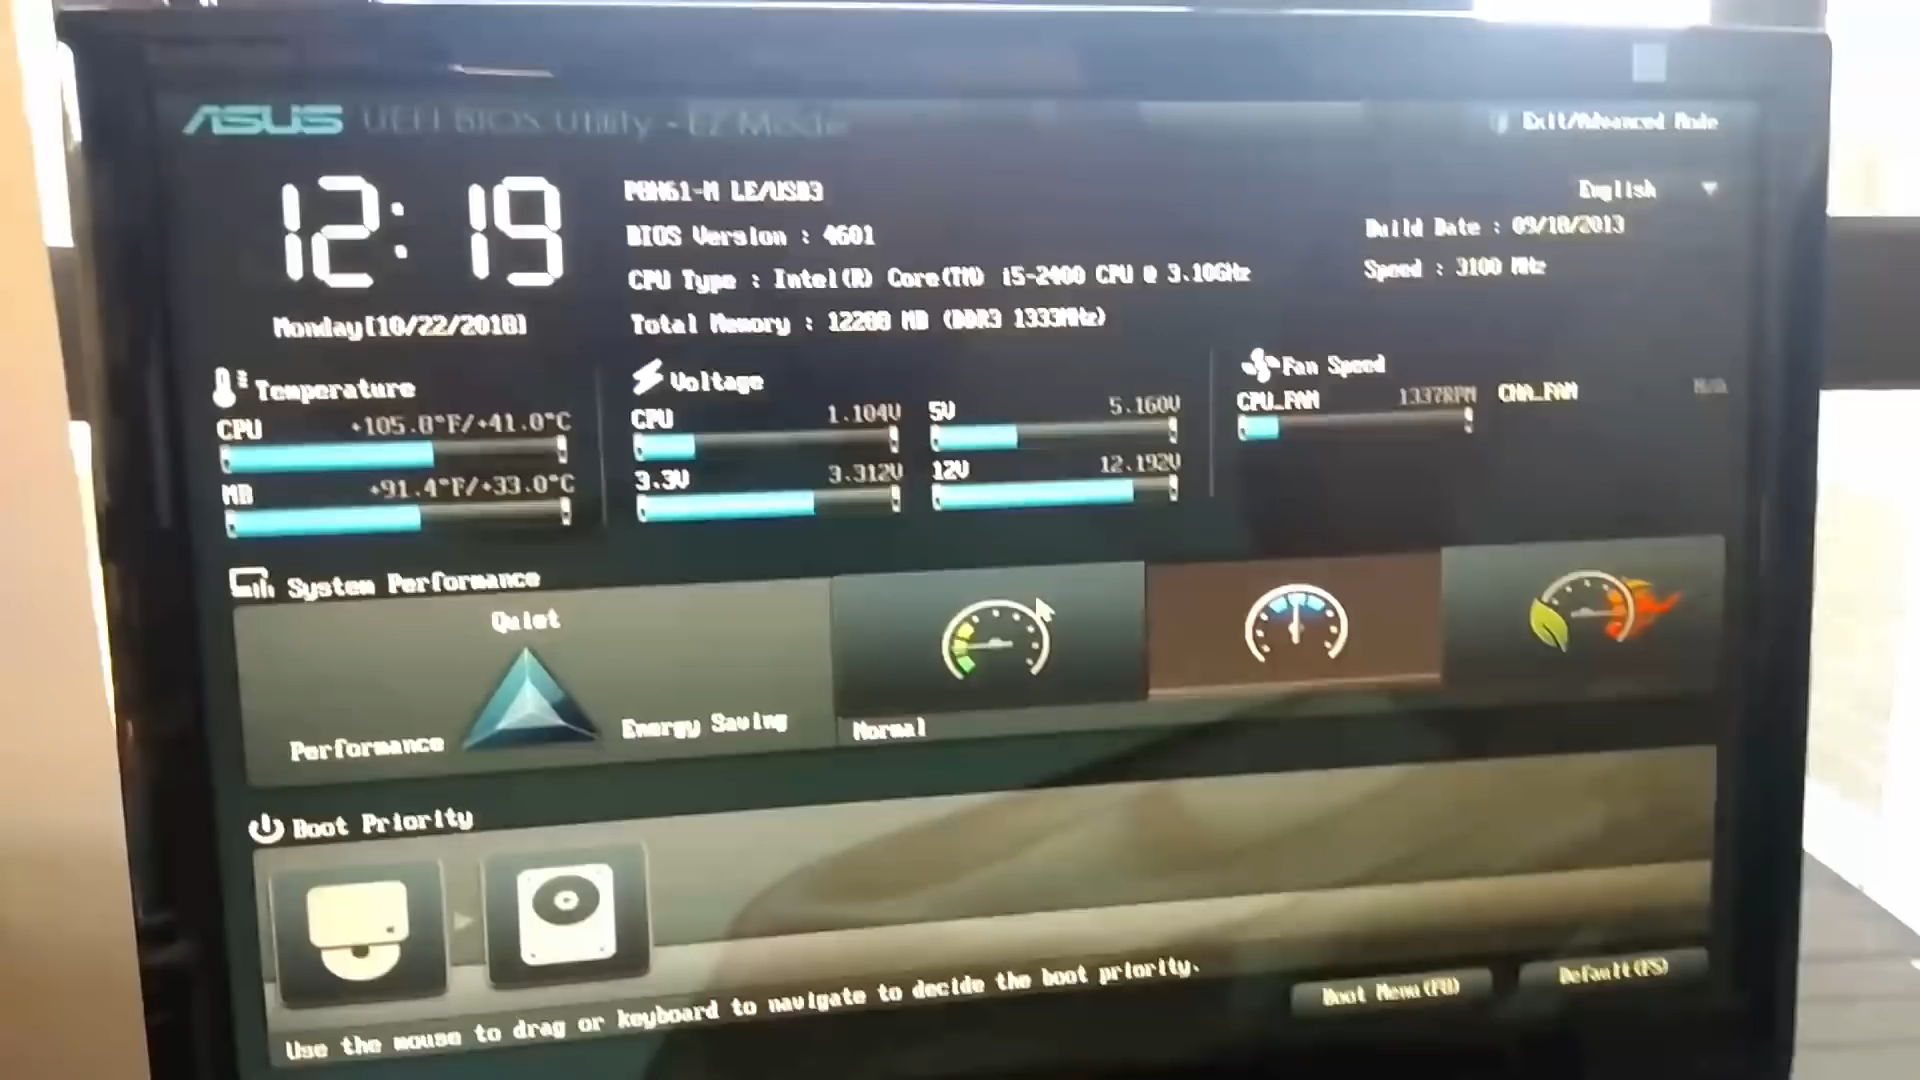 ASUS UEFI BIOS Utility - EZ Mode
Exit/Advanced Mode
12:19
Monday[10/22/2018]
P8H61-M LE/USB3
English
BIOS Version : 4601
Build Date : 09/18/2013
CPU Type : Intel(R) Core(TM) i5-2400 CPU @ 3.10GHz
Speed : 3100 MHz
Total Memory : 12288 MB (DDR3 1333MHz)
Temperature
CPU +105.8°F/+41.0°C
MB +91.4°F/+33.0°C
Voltage
CPU 1.104V 5V 5.160V
3.3V 3.312V 12V 12.192V
Fan Speed
CPU_FAN 1337RPM CHA_FAN N/A
System Performance
Quiet
Performance
Energy Saving
Normal
Boot Priority
Use the mouse to drag or keyboard to navigate to decide the boot priority.
Boot Menu(F8)
Default(F5)